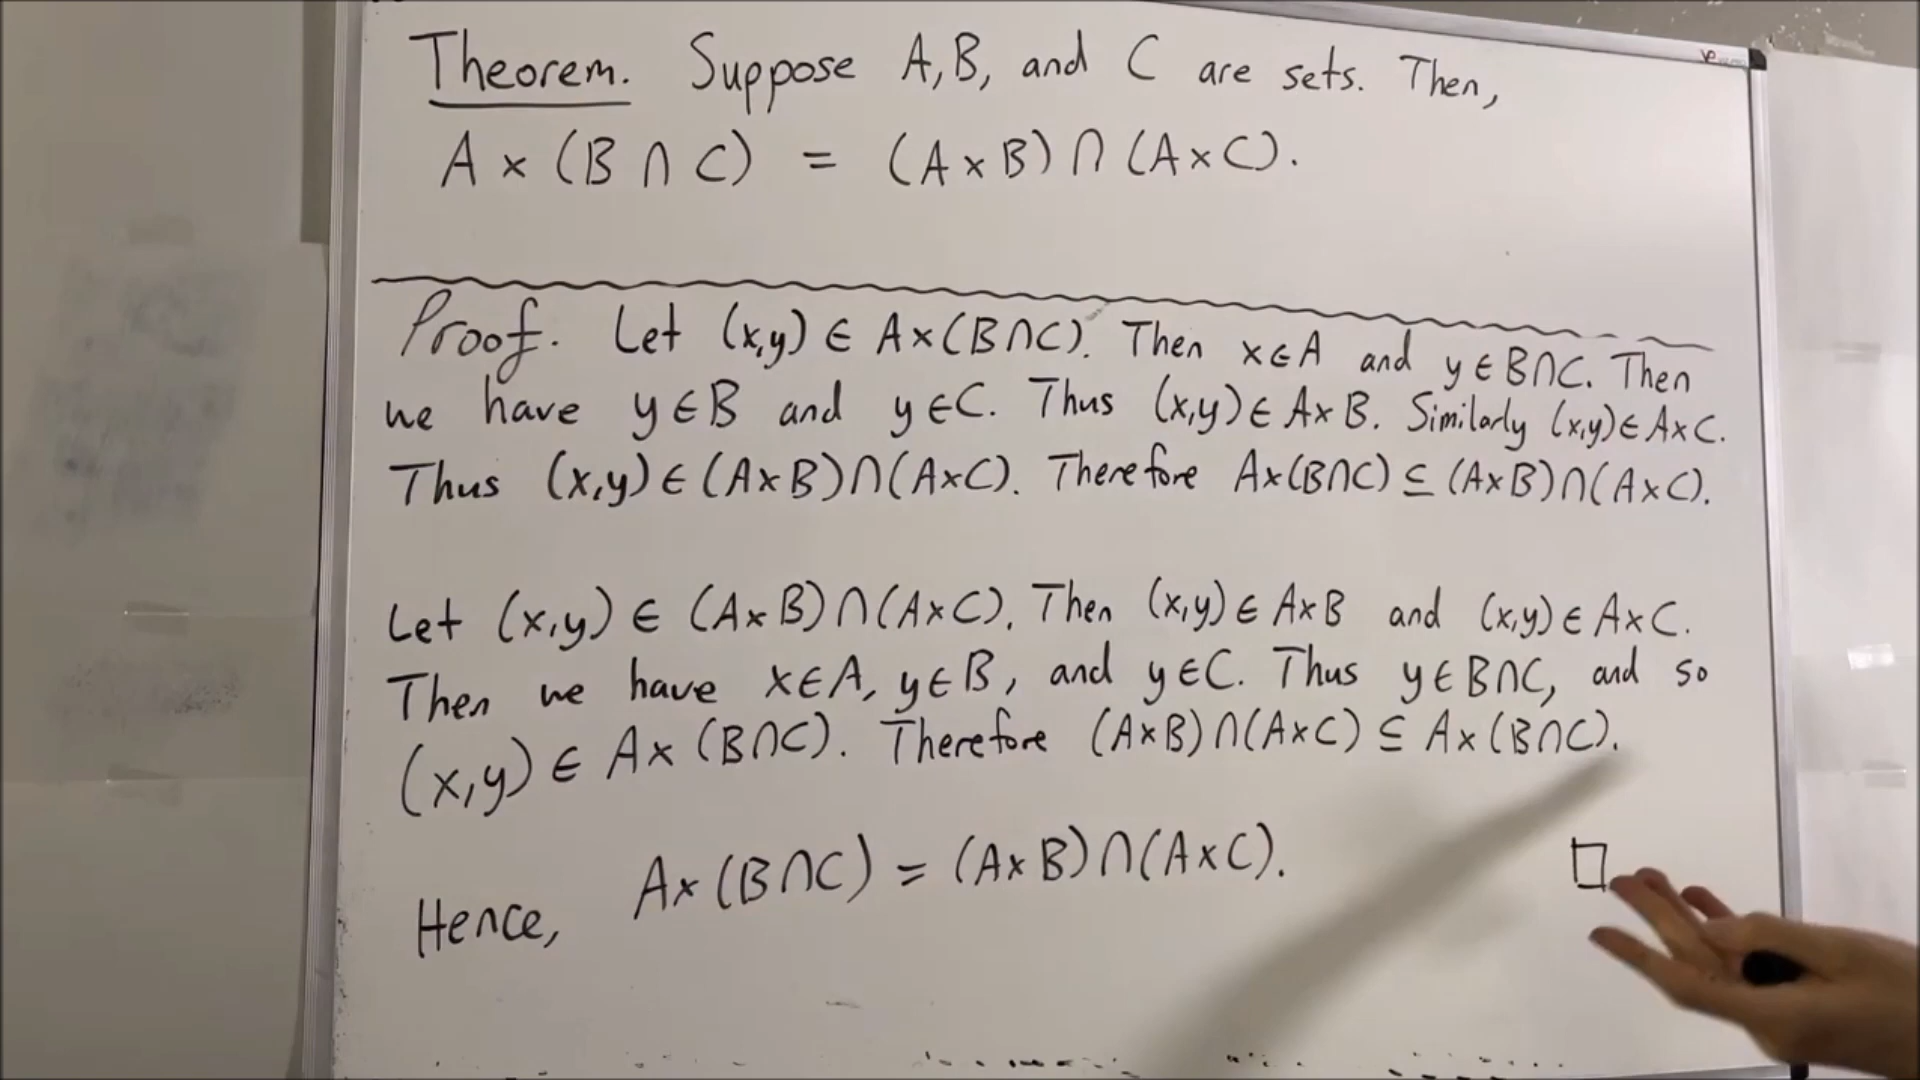 Theorem. Suppose A, B, and C are sets. Then,
A × (B ∩ C) = (A × B) ∩ (A × C).
Proof. Let (x,y) ∈ A × (B ∩ C). Then x ∈ A and y ∈ B ∩ C. Then
we have y ∈ B and y ∈ C. Thus (x,y) ∈ A × B. Similarly (x,y) ∈ A × C.
Thus (x,y) ∈ (A × B) ∩ (A × C). Therefore A × (B ∩ C) ⊆ (A × B) ∩ (A × C).
Let (x,y) ∈ (A × B) ∩ (A × C). Then (x,y) ∈ A × B and (x,y) ∈ A × C.
Then we have x ∈ A, y ∈ B, and y ∈ C. Thus y ∈ B ∩ C, and so
(x,y) ∈ A × (B ∩ C). Therefore (A × B) ∩ (A × C) ⊆ A × (B ∩ C).
Hence, A × (B ∩ C) = (A × B) ∩ (A × C). □